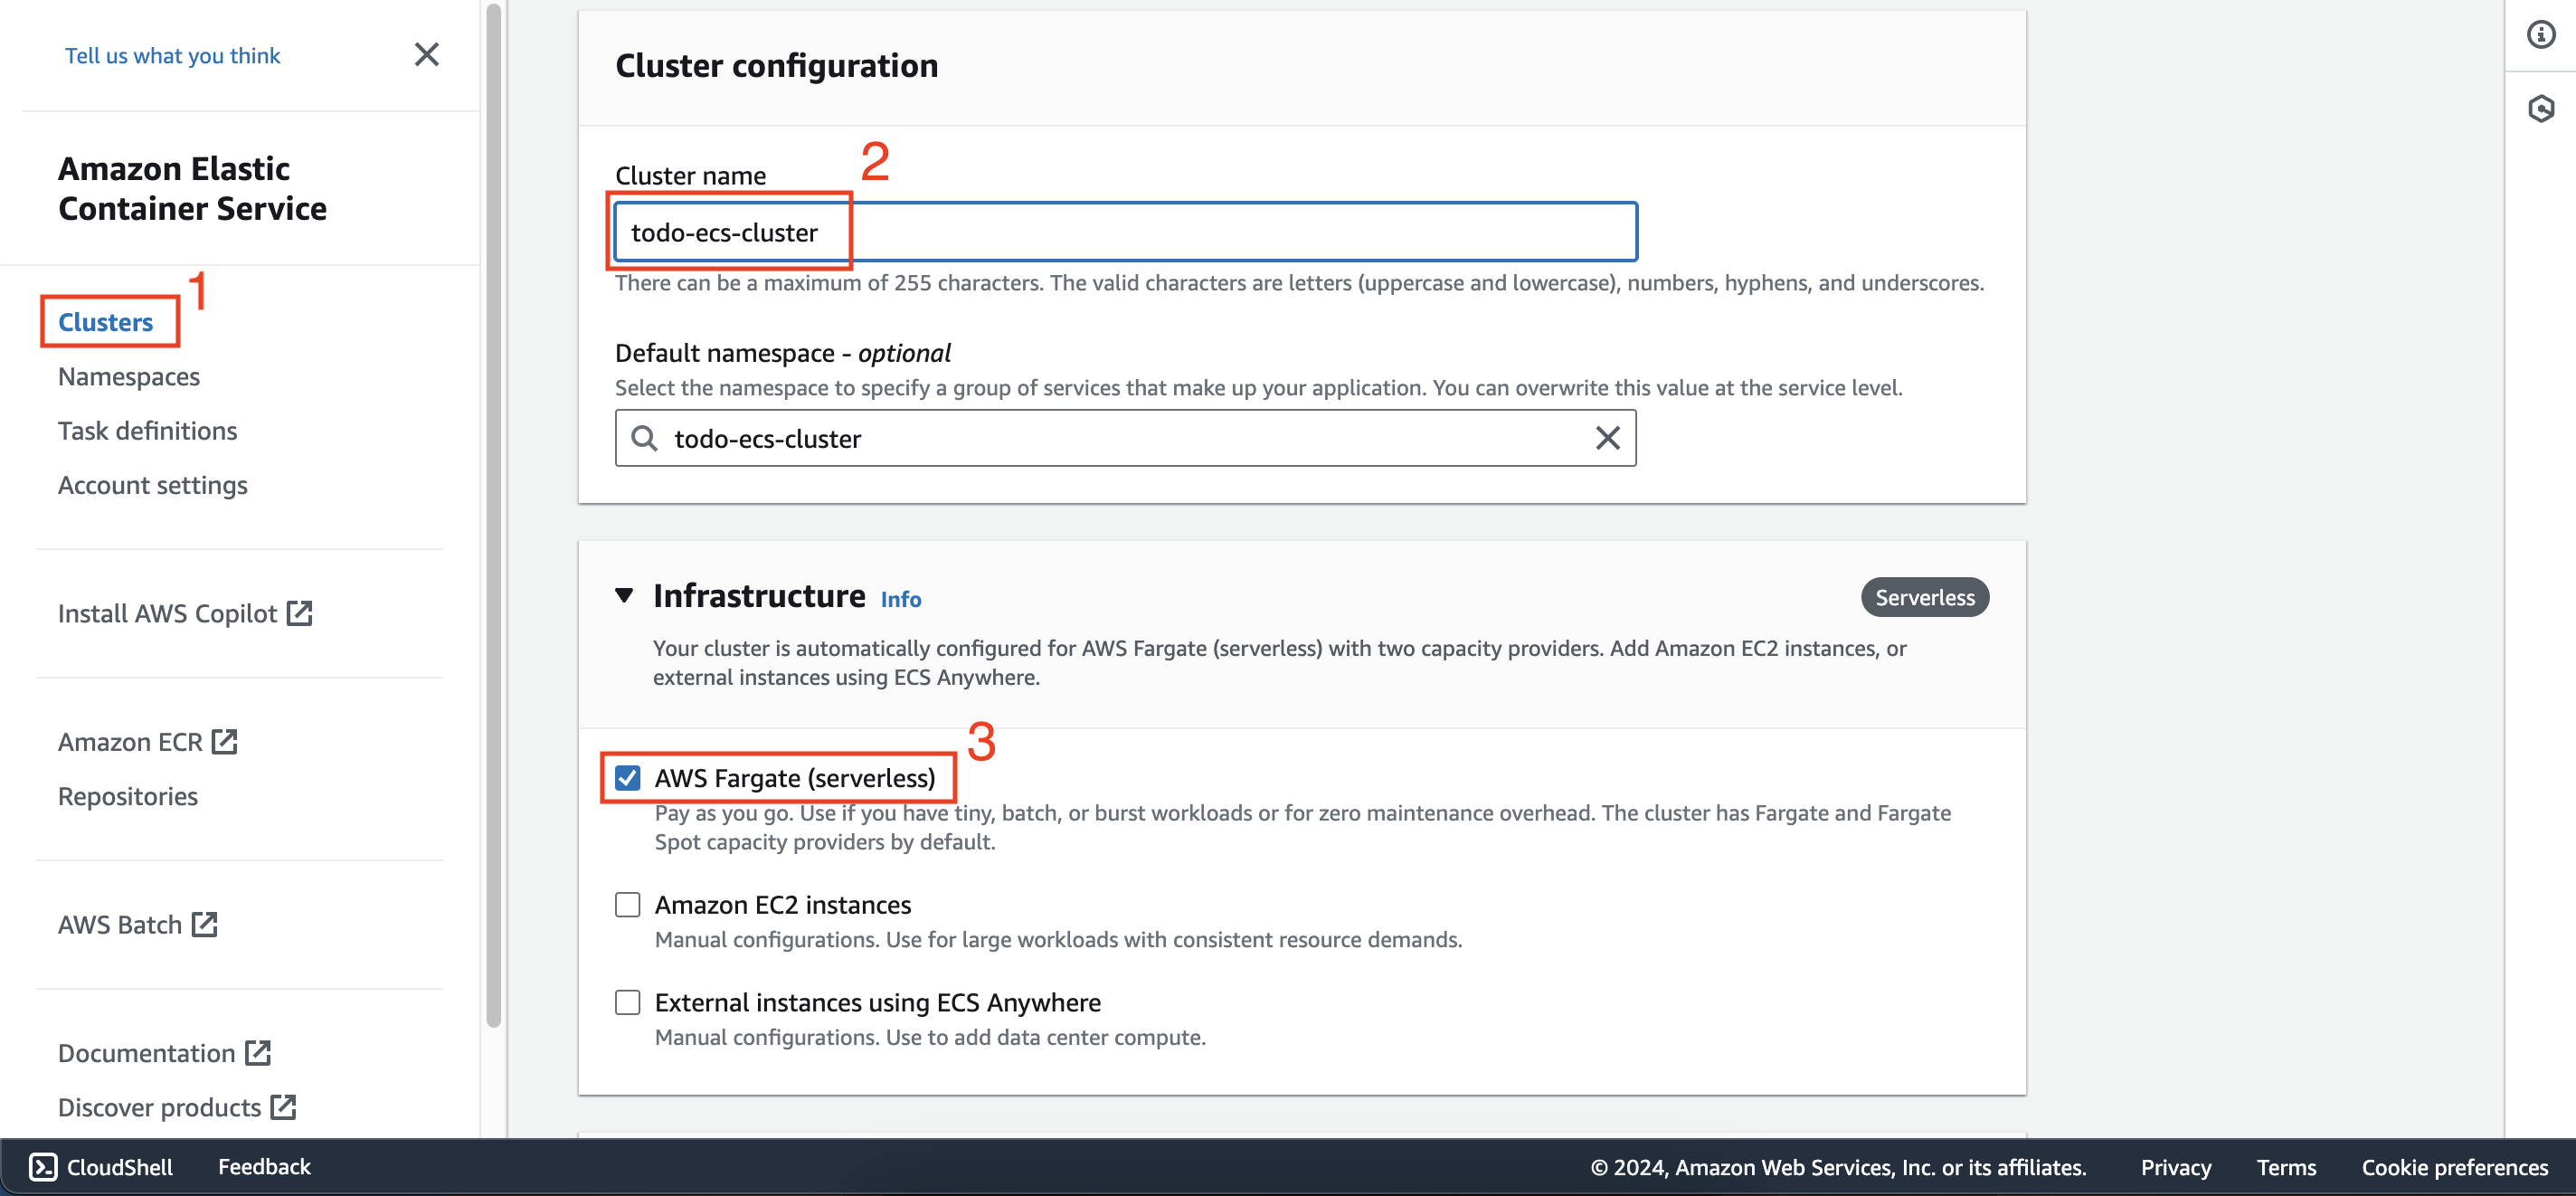 Tell us what you think
Amazon Elastic
Container Service
1
Clusters
Namespaces
Task definitions
Account settings
Install AWS Copilot
Amazon ECR
Repositories
AWS Batch
Documentation
Discover products
Cluster configuration
Cluster name
2
todo-ecs-cluster
There can be a maximum of 255 characters. The valid characters are letters (uppercase and lowercase), numbers, hyphens, and underscores.
Default namespace - optional
Select the namespace to specify a group of services that make up your application. You can overwrite this value at the service level.
todo-ecs-cluster
Infrastructure Info
Serverless
Your cluster is automatically configured for AWS Fargate (serverless) with two capacity providers. Add Amazon EC2 instances, or
external instances using ECS Anywhere.
3
AWS Fargate (serverless)
Pay as you go. Use if you have tiny, batch, or burst workloads or for zero maintenance overhead. The cluster has Fargate and Fargate
Spot capacity providers by default.
Amazon EC2 instances
Manual configurations. Use for large workloads with consistent resource demands.
External instances using ECS Anywhere
Manual configurations. Use to add data center compute.
CloudShell Feedback © 2024, Amazon Web Services, Inc. or its affiliates. Privacy Terms Cookie preferences